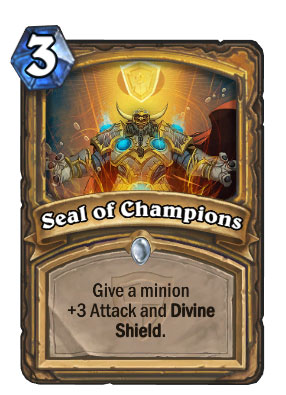 3
Seal of Champions
Give a minion
+3 Attack and Divine
Shield.